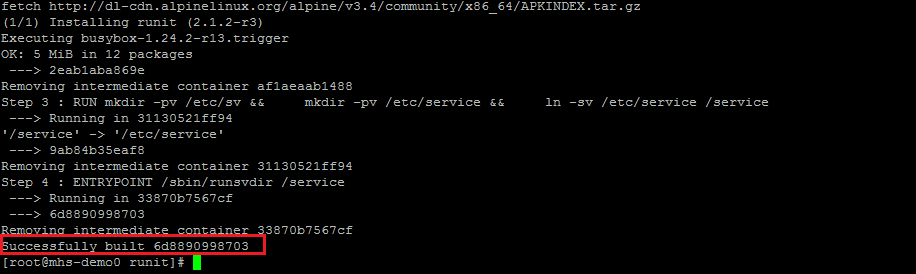 fetch http://dl-cdn.alpinelinux.org/alpine/v3.4/community/x86_64/APKINDEX.tar.gz
(1/1) Installing runit (2.1.2-r3)
Executing busybox-1.24.2-r13.trigger
OK: 5 MiB in 12 packages
 ---> 2eab1aba869e
Removing intermediate container af1aeaab1488
Step 3 : RUN mkdir -pv /etc/sv &&     mkdir -pv /etc/service &&     ln -sv /etc/service /service
 ---> Running in 31130521ff94
'/service' -> '/etc/service'
 ---> 9ab84b35eaf8
Removing intermediate container 31130521ff94
Step 4 : ENTRYPOINT /sbin/runsvdir /service
 ---> Running in 33870b7567cf
 ---> 6d8890998703
Removing intermediate container 33870b7567cf
Successfully built 6d8890998703
[root@mhs-demo0 runit]#